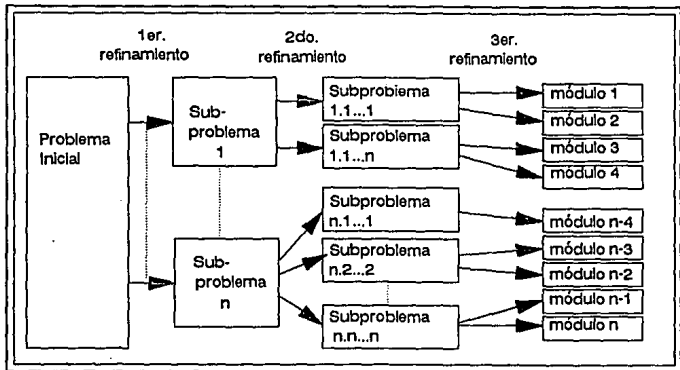 1er.
refinamiento
2do.
refinamiento
3er.
refinamiento
Problema
Inicial
Sub-
problema
1
Sub-
problema
n
Subproblema
1.1...1
Subproblema
1.1...n
Subproblema
n.1...1
Subproblema
n.2...2
Subproblema
n.n...n
módulo 1
módulo 2
módulo 3
módulo 4
módulo n-4
módulo n-3
módulo n-2
módulo n-1
módulo n